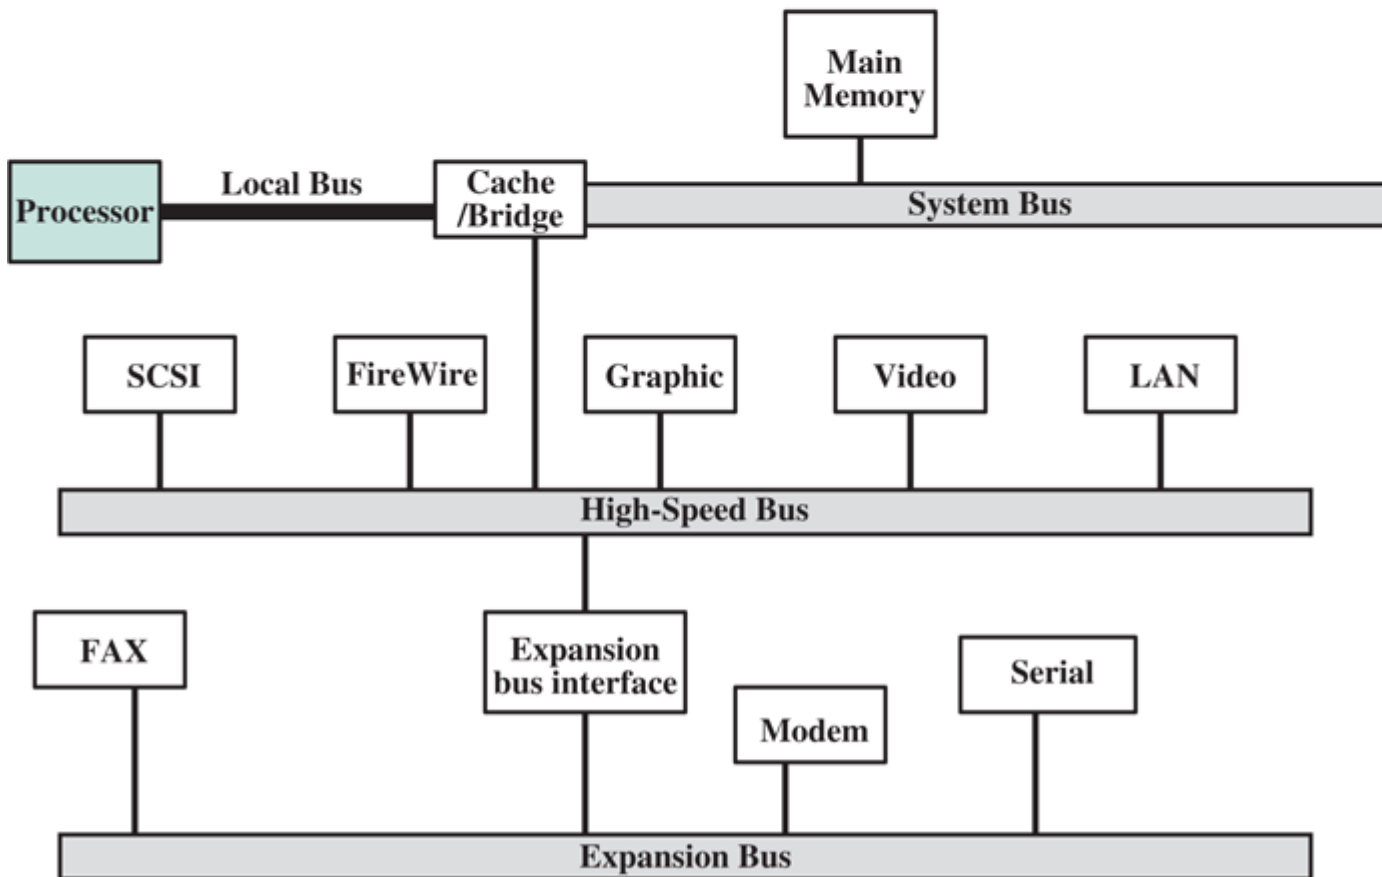 Main
Memory
Local Bus
Cache
/Bridge
Processor
System Bus
SCSI
FireWire
Graphic
Video
LAN
High-Speed Bus
FAX
Expansion
bus interface
Serial
Modem
Expansion Bus